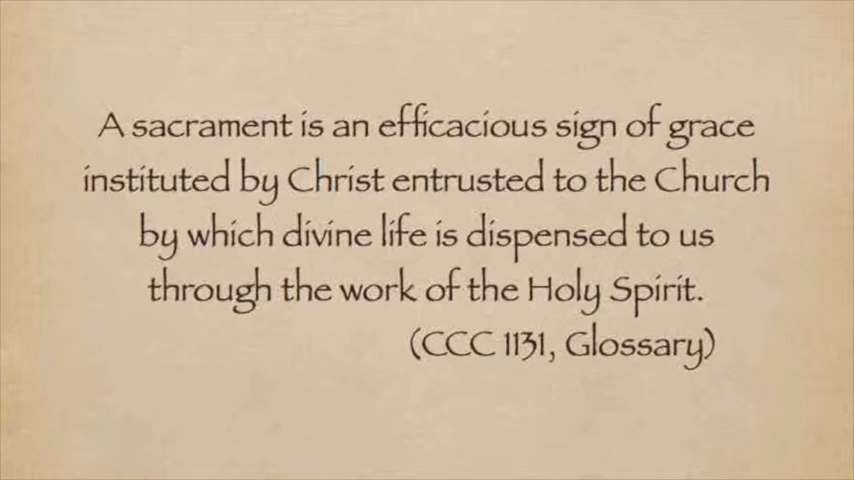 A sacrament is an efficacious sign of grace
instituted by Christ entrusted to the Church
by which divine life is dispensed to us
through the work of the Holy Spirit.
(CCC 1131, Glossary)